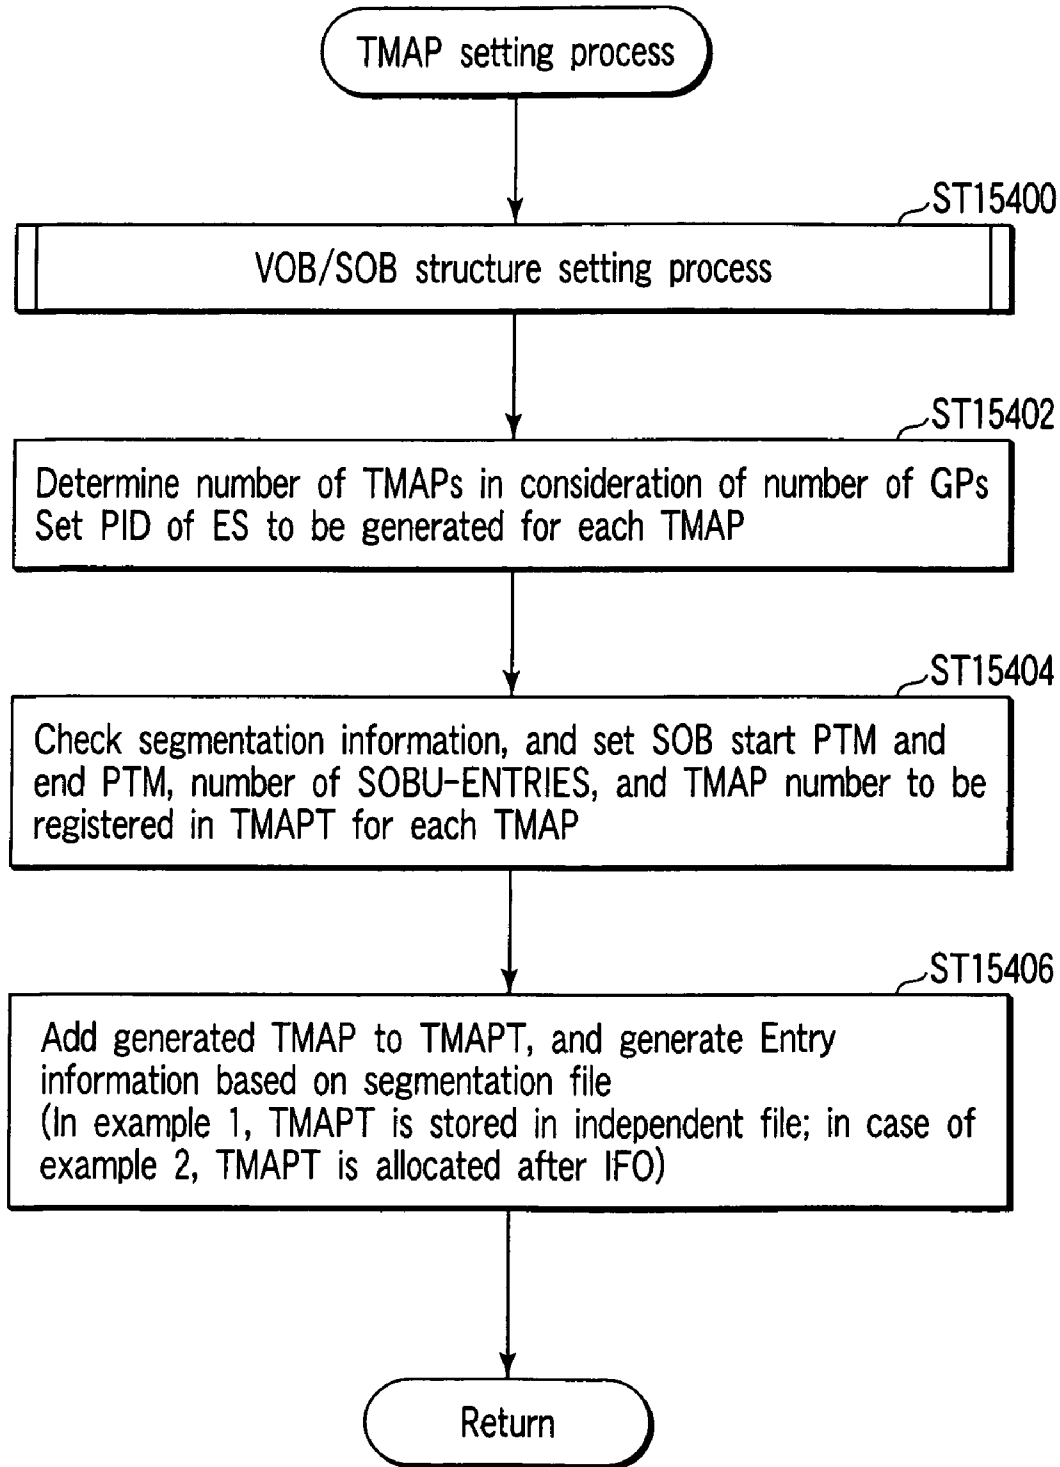 TMAP setting process
ST15400
VOB/SOB structure setting process
ST15402
Determine number of TMAPs in consideration of number of GPs
Set PID of ES to be generated for each TMAP
ST15404
Check segmentation information, and set SOB start PTM and
end PTM, number of SOBU-ENTRIES, and TMAP number to be
registered in TMAPT for each TMAP
ST15406
Add generated TMAP to TMAPT, and generate Entry
information based on segmentation file
(In example 1, TMAPT is stored in independent file; in case of
example 2, TMAPT is allocated after IFO)
Return